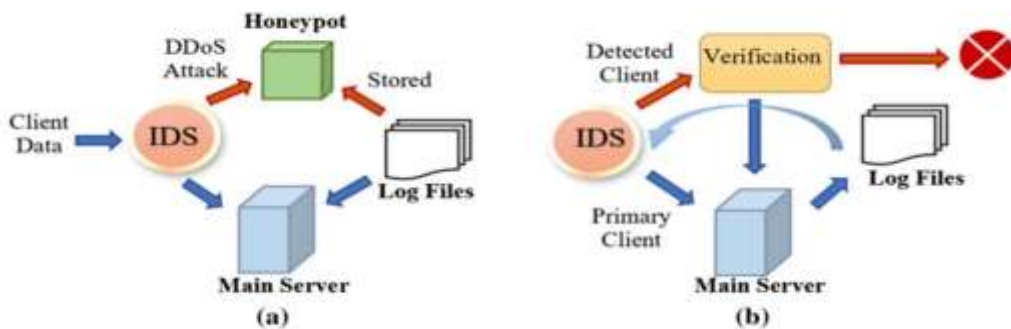 Honeypot
DDoS
Attack
Stored
Client
Data
IDS
Log Files
Main Server
(a)
Detected
Client
Verification
IDS
Log Files
Primary
Client
Main Server
(b)